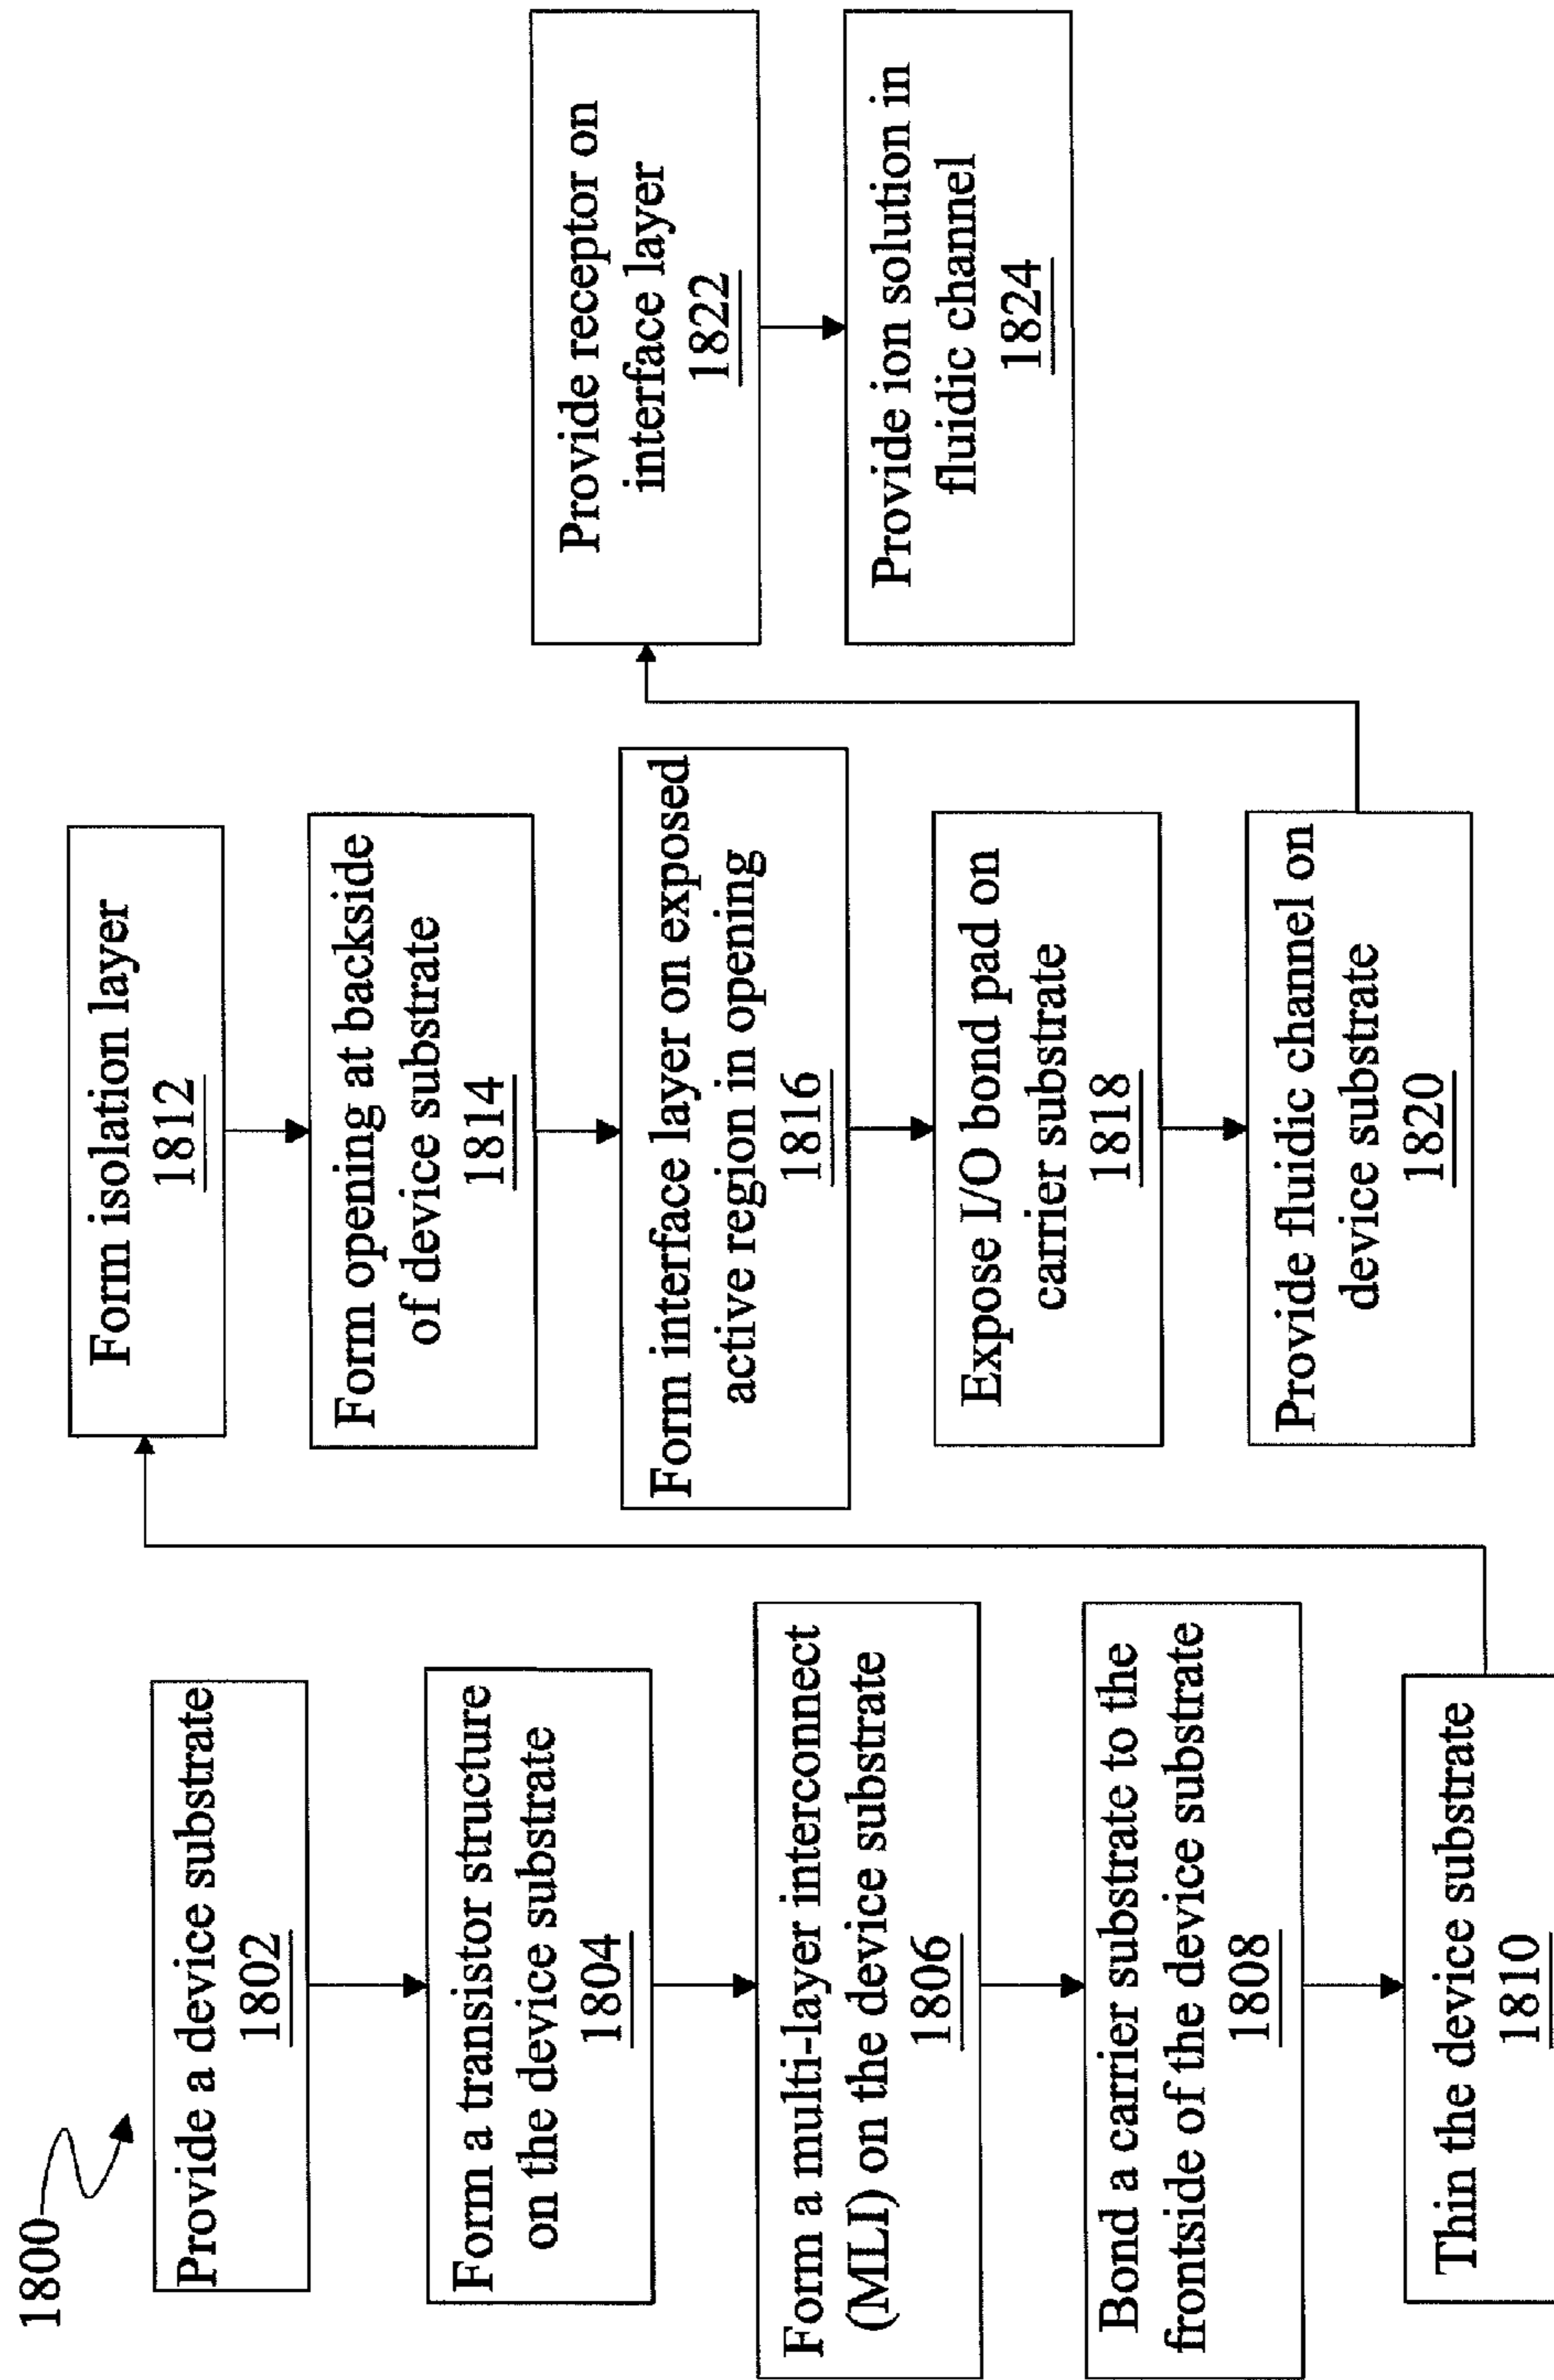 1800
Provide a device substrate
1802
Form a transistor structure
on the device substrate
1804
Form a multi-layer interconnect
(MLI) on the device substrate
1806
Bond a carrier substrate to the
frontside of the device substrate
1808
Thin the device substrate
1810
Form isolation layer
1812
Form opening at backside
of device substrate
1814
Form interface layer on exposed
active region in opening
1816
Expose I/O bond pad on
carrier substrate
1818
Provide fluidic channel on
device substrate
1820
Provide receptor on
interface layer
1822
Provide ion solution in
fluidic channel
1824